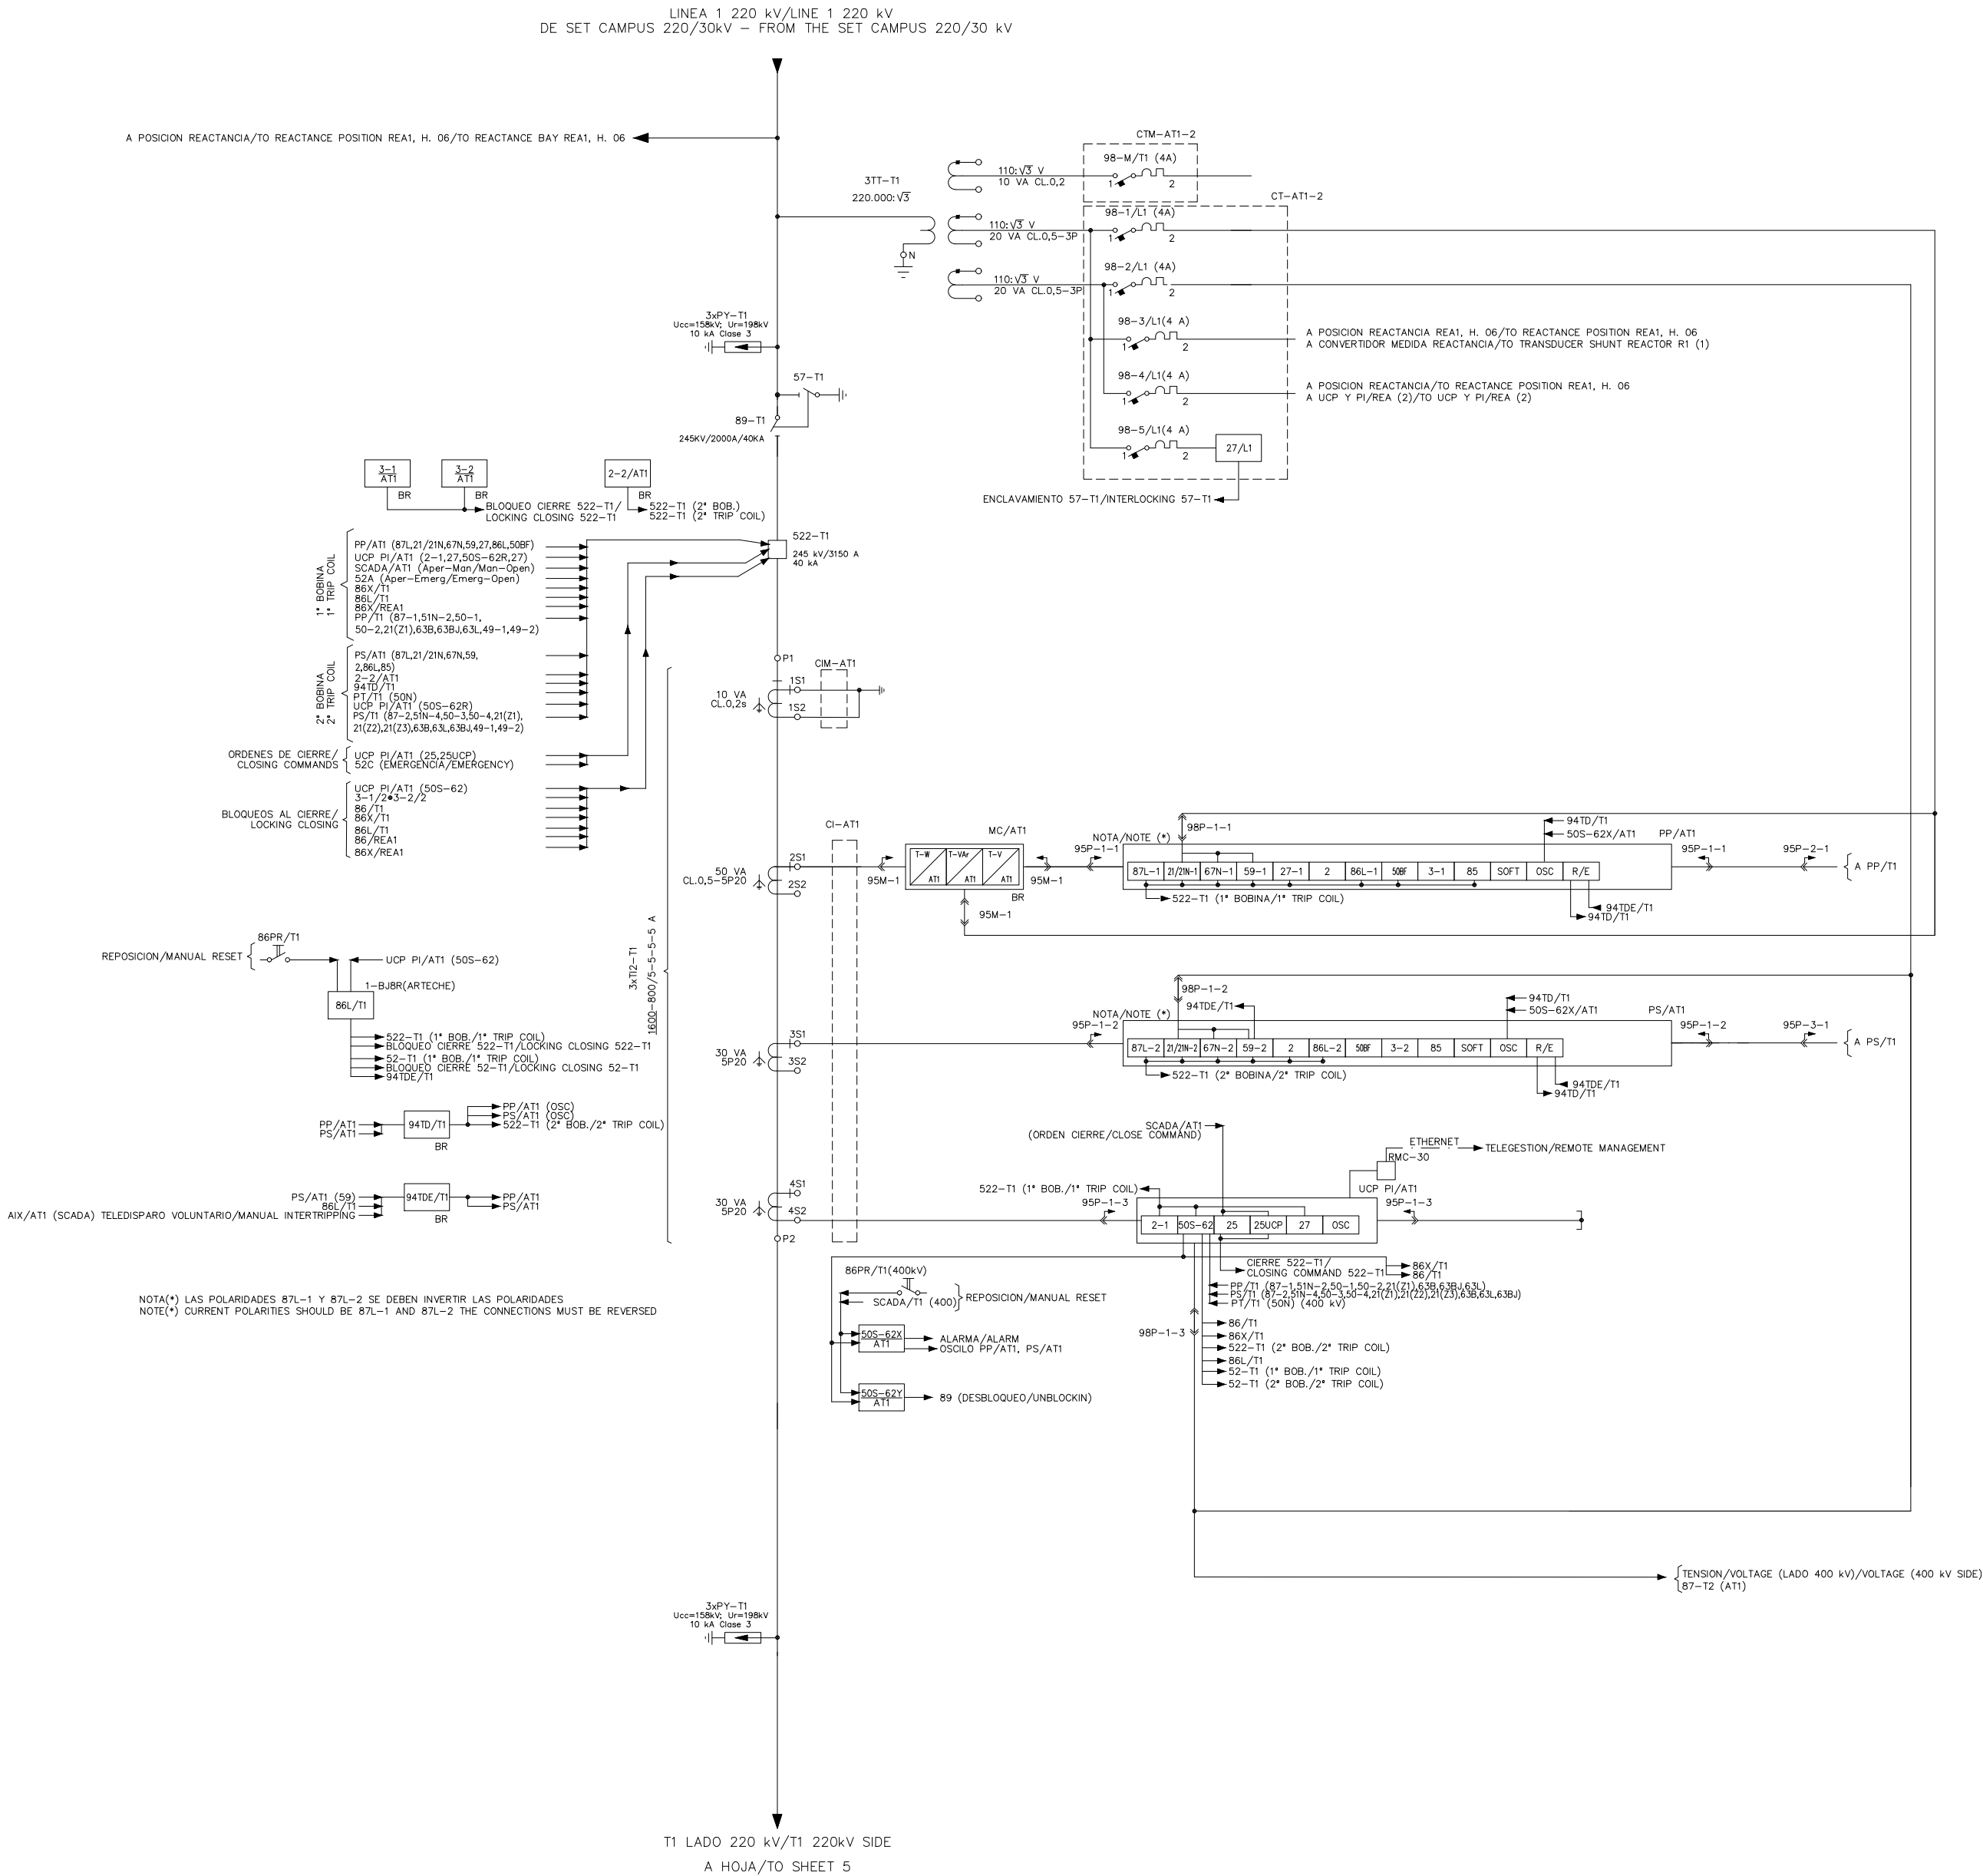 LINEA 1 220 kV/LINE 1 220 kV
DE SET CAMPUS 220/30kV – FROM THE SET CAMPUS 220/30 kV
A POSICION REACTANCIA/TO REACTANCE POSITION REA1, H. 06/TO REACTANCE BAY REA1, H. 06
3TT–T1
220.000:√3
N
110:√3 V
10 VA CL.0,2
110:√3 V
20 VA CL.0,5–3P
110:√3 V
20 VA CL.0,5–3P
CTM–AT1–2
98–M/T1 (4A)
1
2
CT–AT1–2
98–1/L1 (4A)
1
2
98–2/L1 (4A)
1
2
98–3/L1(4 A)
1
2
A POSICION REACTANCIA REA1, H. 06/TO REACTANCE POSITION REA1, H. 06
A CONVERTIDOR MEDIDA REACTANCIA/TO TRANSDUCER SHUNT REACTOR R1 (1)
98–4/L1(4 A)
1
2
A POSICION REACTANCIA/TO REACTANCE POSITION REA1, H. 06
A UCP Y PI/REA (2)/TO UCP Y PI/REA (2)
98–5/L1(4 A)
1
2
27/L1
ENCLAVAMIENTO 57–T1/INTERLOCKING 57–T1
3xPY–T1
Ucc=158kV; Ur=198kV
10 kA Clase 3
57–T1
89–T1
245KV/2000A/40KA
3–1
AT1
BR
3–2
AT1
BR
BLOQUEO CIERRE 522–T1/
LOCKING CLOSING 522–T1
2–2/AT1
BR
522–T1 (2ª BOB.)
522–T1 (2ª TRIP COIL)
522–T1
245 kV/3150 A
40 kA
1ª BOBINA
1ª TRIP COIL
PP/AT1 (87L,21/21N,67N,59,27,86L,50BF)
UCP PI/AT1 (2–1,27,50S–62R,27)
SCADA/AT1 (Aper–Man/Man–Open)
52A (Aper–Emerg/Emerg–Open)
86X/T1
86L/T1
86X/REA1
PP/T1 (87–1,51N–2,50–1,
50–2,21(Z1),63B,63BJ,63L,49–1,49–2)
2ª BOBINA
2ª TRIP COIL
PS/AT1 (87L,21/21N,67N,59,
2,86L,85)
2–2/AT1
94TD/T1
PT/T1 (50N)
UCP PI/AT1 (50S–62R)
PS/T1 (87–2,51N–4,50–3,50–4,21(Z1),
21(Z2),21(Z3),63B,63L,63BJ,49–1,49–2)
ORDENES DE CIERRE/
CLOSING COMMANDS
UCP PI/AT1 (25,25UCP)
52C (EMERGENCIA/EMERGENCY)
BLOQUEOS AL CIERRE/
LOCKING CLOSING
UCP PI/AT1 (50S–62)
3–1/2•3–2/2
86/T1
86X/T1
86L/T1
86/REA1
86X/REA1
3xTI2–T1
1600–800/5–5–5–5 A
P1
CIM–AT1
10 VA
CL.0,2s
1S1
1S2
CI–AT1
50 VA
CL.0,5–5P20
2S1
2S2
95M–1
MC/AT1
T–W
AT1
T–VAr
AT1
T–V
AT1
BR
95M–1
95M–1
95P–1–1
NOTA/NOTE (*)
98P–1–1
94TD/T1
50S–62X/AT1
PP/AT1
87L–1
21/21N–1
67N–1
59–1
27–1
2
86L–1
50BF
3–1
85
SOFT
OSC
R/E
522–T1 (1ª BOBINA/1ª TRIP COIL)
94TDE/T1
94TD/T1
95P–1–1
95P–2–1
A PP/T1
REPOSICION/MANUAL RESET
86PR/T1
UCP PI/AT1 (50S–62)
1–BJ8R(ARTECHE)
86L/T1
522–T1 (1ª BOB./1ª TRIP COIL)
BLOQUEO CIERRE 522–T1/LOCKING CLOSING 522–T1
52–T1 (1ª BOB./1ª TRIP COIL)
BLOQUEO CIERRE 52–T1/LOCKING CLOSING 52–T1
94TDE/T1
30 VA
5P20
3S1
3S2
95P–1–2
NOTA/NOTE (*)
98P–1–2
94TDE/T1
94TD/T1
50S–62X/AT1
PS/AT1
87L–2
21/21N–2
67N–2
59–2
2
86L–2
50BF
3–2
85
SOFT
OSC
R/E
522–T1 (2ª BOBINA/2ª TRIP COIL)
94TDE/T1
94TD/T1
95P–1–2
95P–3–1
A PS/T1
PP/AT1
PS/AT1
94TD/T1
BR
PP/AT1 (OSC)
PS/AT1 (OSC)
522–T1 (2ª BOB./2ª TRIP COIL)
PS/AT1 (59)
86L/T1
AIX/AT1 (SCADA) TELEDISPARO VOLUNTARIO/MANUAL INTERTRIPPING
94TDE/T1
BR
PP/AT1
PS/AT1
30 VA
5P20
4S1
4S2
P2
SCADA/AT1
(ORDEN CIERRE/CLOSE COMMAND)
ETHERNET
TELEGESTION/REMOTE MANAGEMENT
RMC–30
522–T1 (1ª BOB./1ª TRIP COIL)
UCP PI/AT1
95P–1–3
95P–1–3
2–1
50S–62
25
25UCP
27
OSC
CIERRE 522–T1/
CLOSING COMMAND 522–T1
86X/T1
86/T1
PP/T1 (87–1,51N–2,50–1,50–2,21(Z1),63B,63BJ,63L)
PS/T1 (87–2,51N–4,50–3,50–4,21(Z1),21(Z2),21(Z3),63B,63L,63BJ)
PT/T1 (50N) (400 kV)
86/T1
86X/T1
522–T1 (2ª BOB./2ª TRIP COIL)
86L/T1
52–T1 (1ª BOB./1ª TRIP COIL)
52–T1 (2ª BOB./2ª TRIP COIL)
98P–1–3
86PR/T1(400kV)
SCADA/T1 (400)
REPOSICION/MANUAL RESET
50S–62X
AT1
ALARMA/ALARM
OSCILO PP/AT1, PS/AT1
50S–62Y
AT1
89 (DESBLOQUEO/UNBLOCKIN)
NOTA(*) LAS POLARIDADES 87L–1 Y 87L–2 SE DEBEN INVERTIR LAS POLARIDADES
NOTE(*) CURRENT POLARITIES SHOULD BE 87L–1 AND 87L–2 THE CONNECTIONS MUST BE REVERSED
TENSION/VOLTAGE (LADO 400 kV)/VOLTAGE (400 kV SIDE)
87–T2 (AT1)
3xPY–T1
Ucc=158kV; Ur=198kV
10 kA Clase 3
T1 LADO 220 kV/T1 220kV SIDE
A HOJA/TO SHEET 5